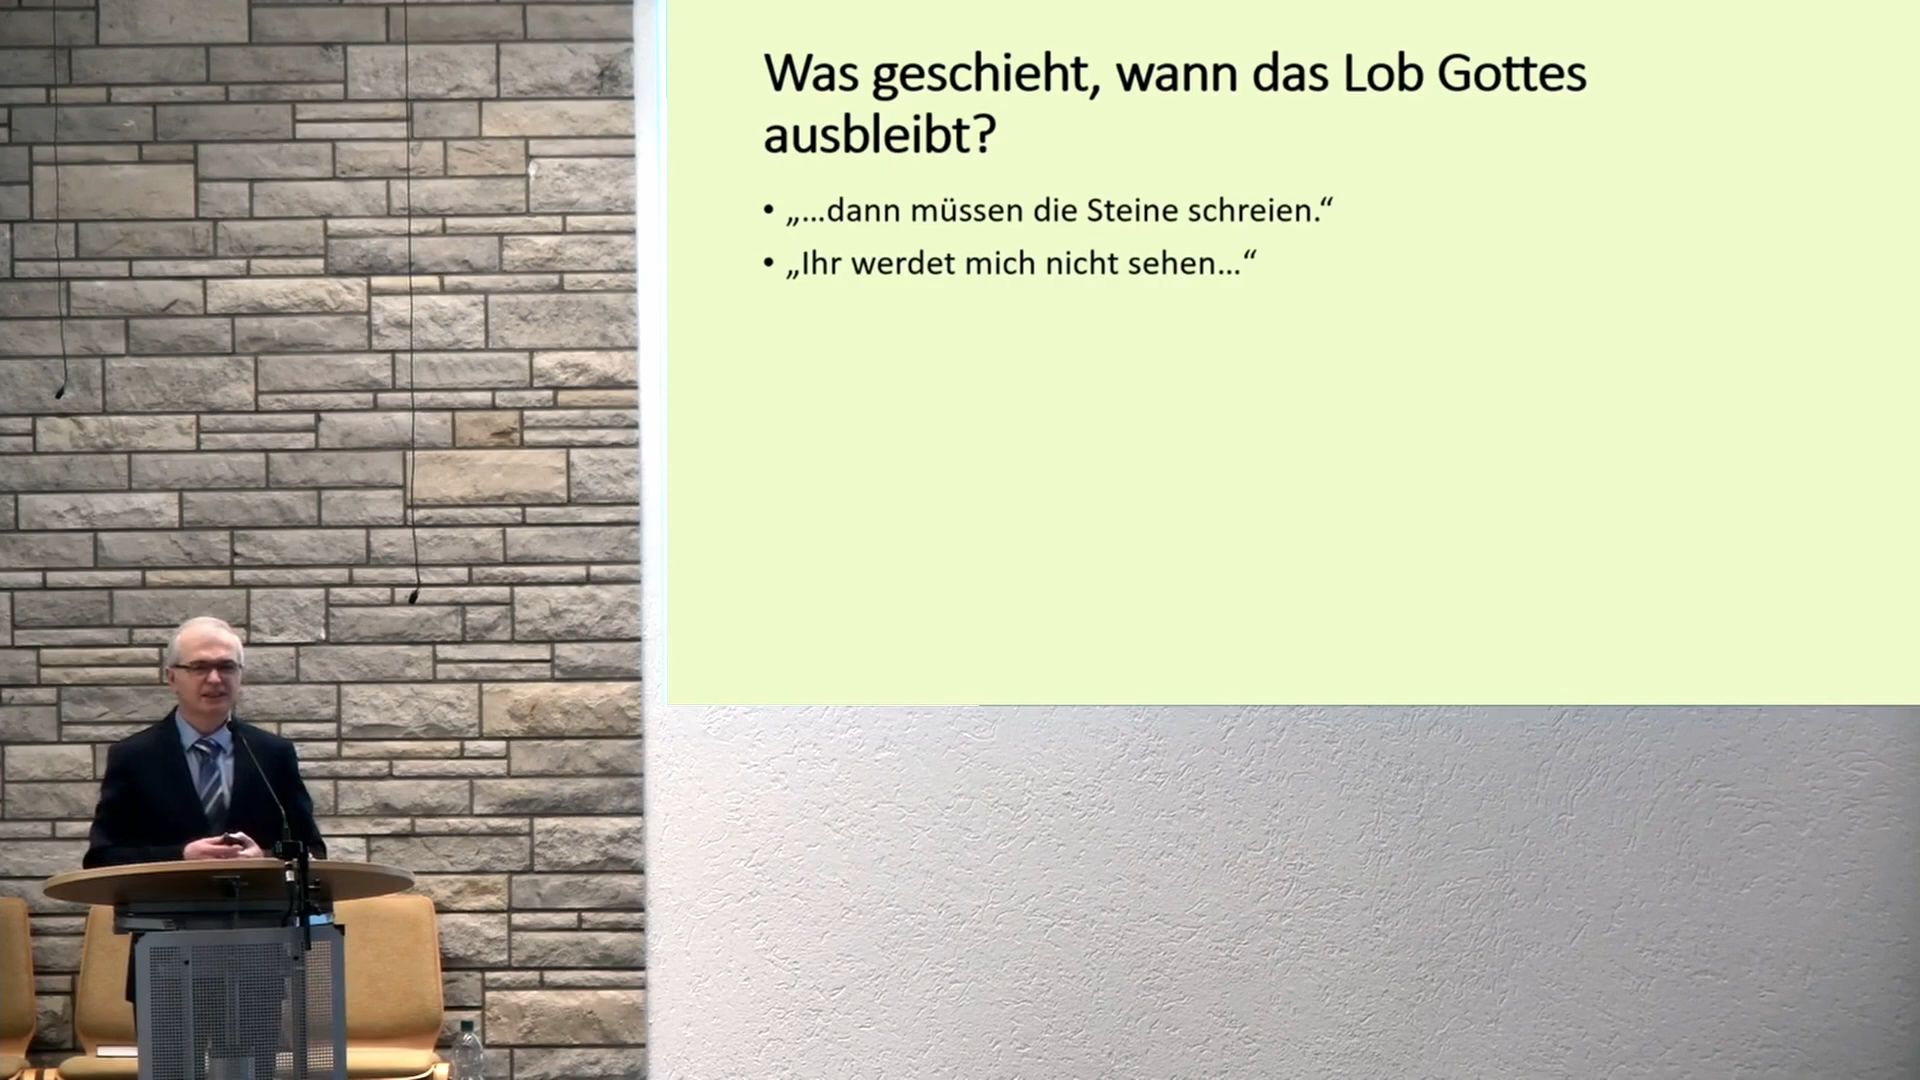 Was geschieht, wann das Lob Gottes
ausbleibt?
• „…dann müssen die Steine schreien.“
• „Ihr werdet mich nicht sehen…“